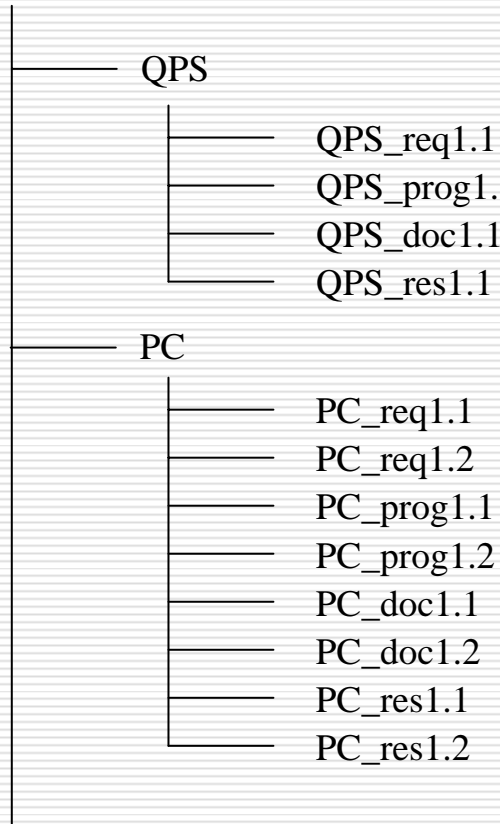 QPS
QPS_req1.1
QPS_prog1.
QPS_doc1.1
QPS_res1.1
PC
PC_req1.1
PC_req1.2
PC_prog1.1
PC_prog1.2
PC_doc1.1
PC_doc1.2
PC_res1.1
PC_res1.2